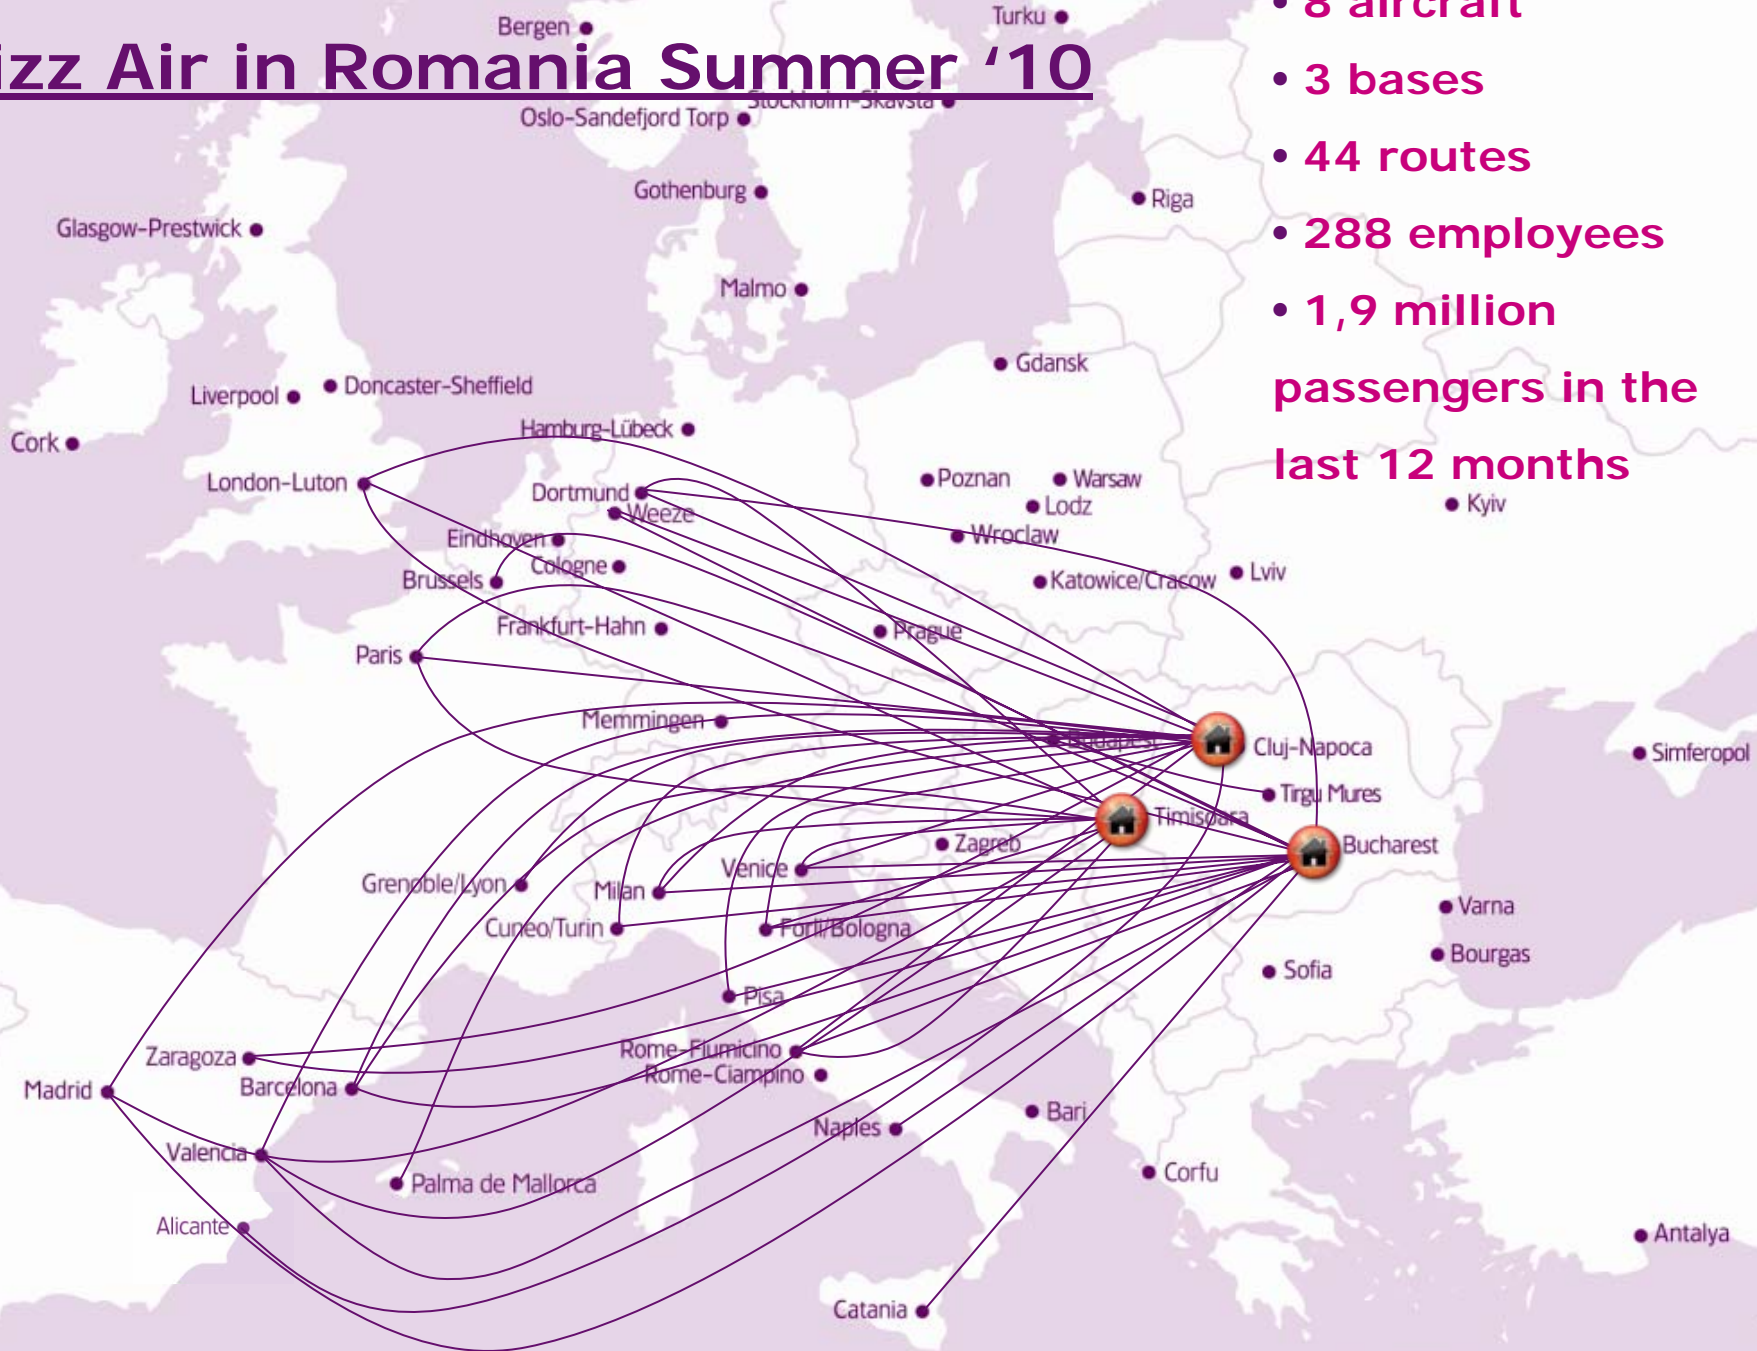 izz Air in Romania Summer ‘10
• 8 aircraft
• 3 bases
• 44 routes
• 288 employees
• 1,9 million
passengers in the
last 12 months
Bergen
Turku
Stockholm-Skavsta
Oslo-Sandefjord Torp
Gothenburg
Riga
Glasgow-Prestwick
Malmo
Gdansk
Doncaster-Sheffield
Liverpool
Hamburg-Lübeck
Cork
London-Luton
Dortmund
Poznan
Warsaw
Weeze
Lodz
Kyiv
Wroclaw
Eindhoven
Cologne
Brussels
Katowice/Cracow
Lviv
Frankfurt-Hahn
Prague
Paris
Memmingen
Budapest
Cluj-Napoca
Simferopol
Tirgu Mures
Timisoara
Zagreb
Bucharest
Venice
Grenoble/Lyon
Milan
Varna
Cuneo/Turin
Forli/Bologna
Bourgas
Sofia
Pisa
Rome-Fiumicino
Zaragoza
Rome-Ciampino
Barcelona
Madrid
Bari
Naples
Valencia
Corfu
Palma de Mallorca
Alicante
Antalya
Catania